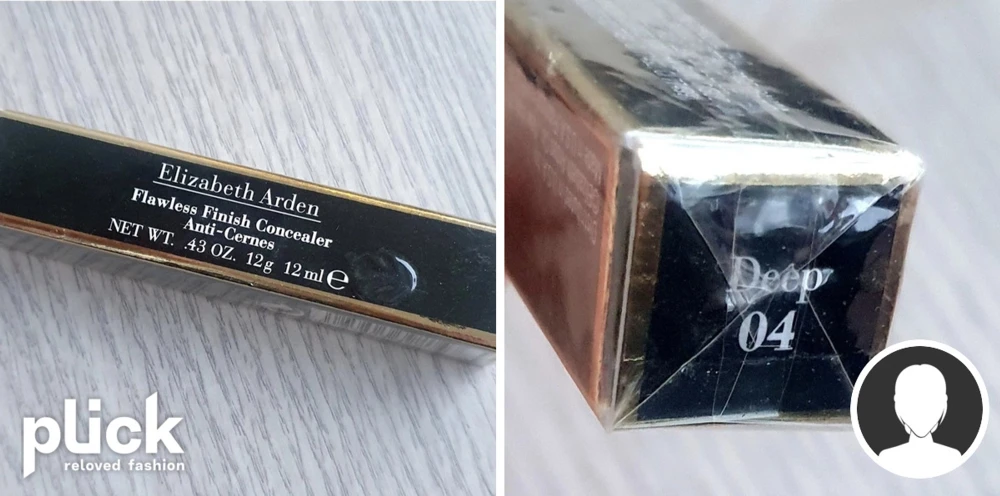 Elizabeth Arden
Flawless Finish Concealer
Anti-Cernes
NET WT. .43 OZ. 12g 12 ml ℮
plick
reloved fashion
Deep
04